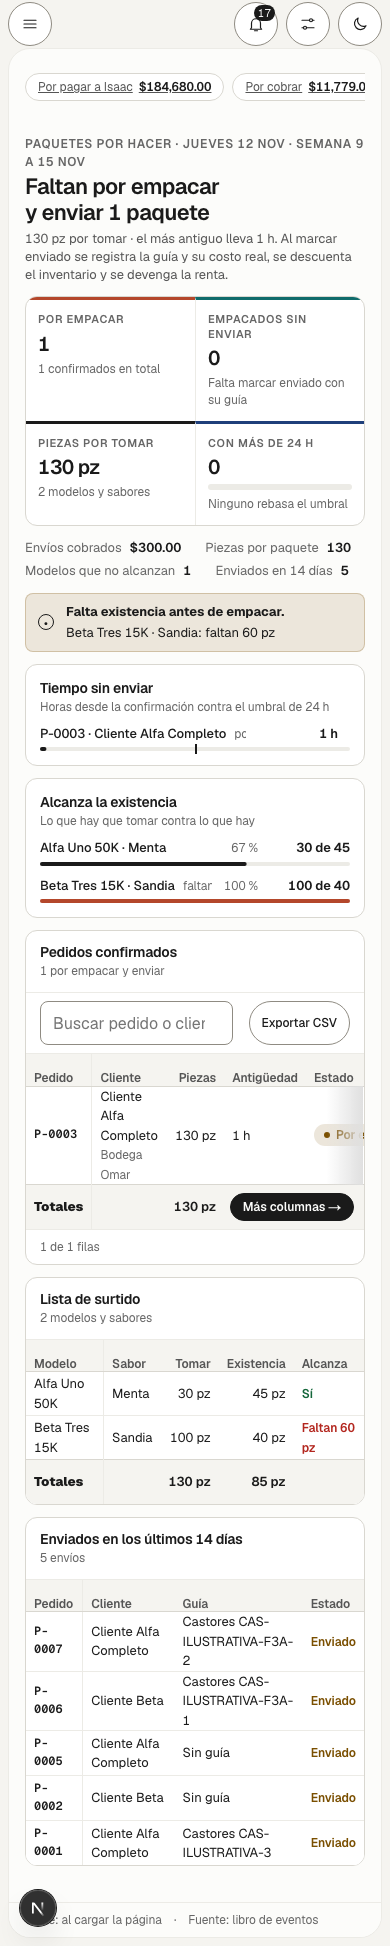 17
Por pagar a Isaac $184,680.00 Por cobrar $11,779.0
PAQUETES POR HACER · JUEVES 12 NOV · SEMANA 9
A 15 NOV
Faltan por empacar
y enviar 1 paquete
130 pz por tomar · el más antiguo lleva 1 h. Al marcar
enviado se registra la guía y su costo real, se descuenta
el inventario y se devenga la renta.
POR EMPACAR
1
1 confirmados en total
EMPACADOS SIN
ENVIAR
0
Falta marcar enviado con
su guía
PIEZAS POR TOMAR
130 pz
2 modelos y sabores
CON MÁS DE 24 H
0
Ninguno rebasa el umbral
Envíos cobrados $300.00 Piezas por paquete 130
Modelos que no alcanzan 1 Enviados en 14 días 5
Falta existencia antes de empacar.
Beta Tres 15K · Sandia: faltan 60 pz
Tiempo sin enviar
Horas desde la confirmación contra el umbral de 24 h
P-0003 · Cliente Alfa Completo 1 h
Alcanza la existencia
Lo que hay que tomar contra lo que hay
Alfa Uno 50K · Menta 67 % 30 de 45
Beta Tres 15K · Sandia faltar 100 % 100 de 40
Pedidos confirmados
1 por empacar y enviar
Buscar pedido o clier
Exportar CSV
Pedido Cliente Piezas Antigüedad Estado
P-0003 Cliente Alfa Completo Bodega Omar 130 pz 1 h Por
Totales 130 pz Más columnas →
1 de 1 filas
Lista de surtido
2 modelos y sabores
Modelo Sabor Tomar Existencia Alcanza
Alfa Uno 50K Menta 30 pz 45 pz Sí
Beta Tres 15K Sandia 100 pz 40 pz Faltan 60 pz
Totales 130 pz 85 pz
Enviados en los últimos 14 días
5 envíos
Pedido Cliente Guía Estado
P-0007 Cliente Alfa Completo Castores CAS-ILUSTRATIVA-F3A-2 Enviado
P-0006 Cliente Beta Castores CAS-ILUSTRATIVA-F3A-1 Enviado
P-0005 Cliente Alfa Completo Sin guía Enviado
P-0002 Cliente Beta Sin guía Enviado
P-0001 Cliente Alfa Completo Castores CAS-ILUSTRATIVA-3 Enviado
N
: al cargar la página · Fuente: libro de eventos